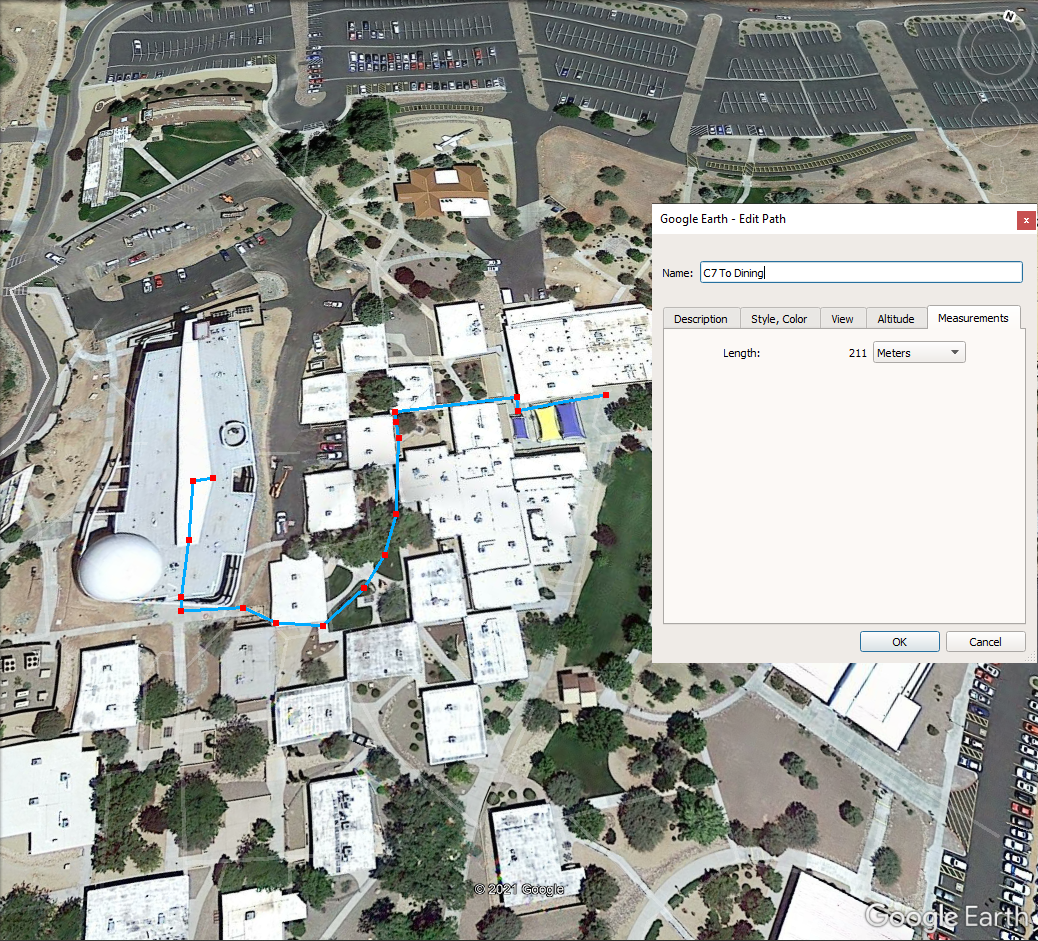 N
Google Earth - Edit Path
x
Name: C7 To Dining
Description Style, Color View Altitude Measurements
Length: 211 Meters
OK Cancel
© 2021 Google
Google Earth